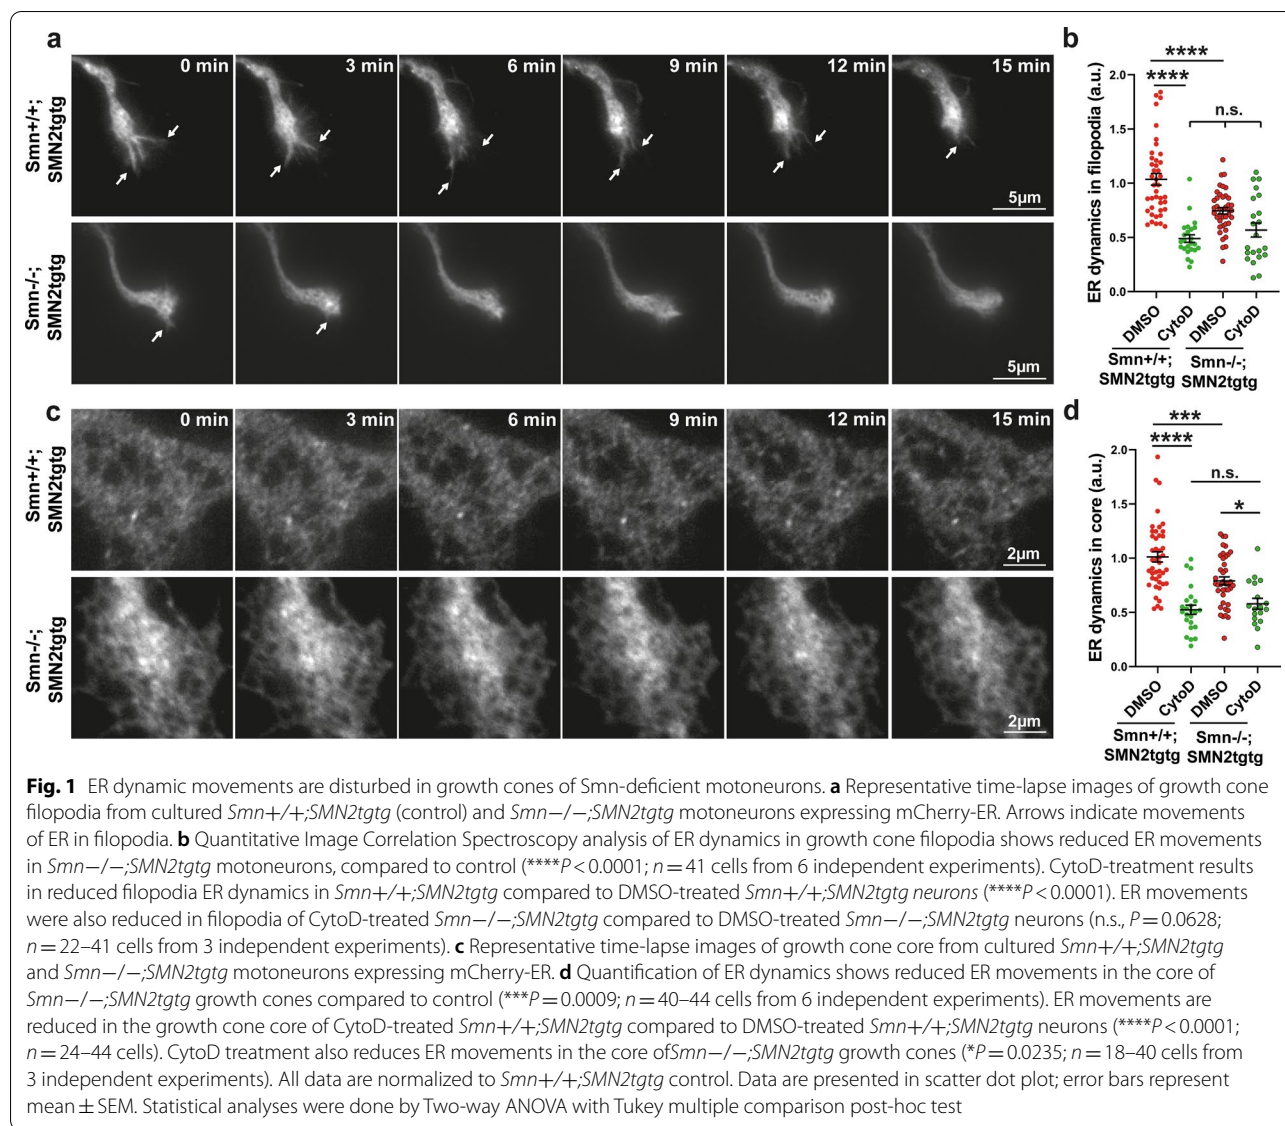 a
0 min 3 min 6 min 9 min 12 min 15 min
Smn+/+;
SMN2tgtg
5µm
Smn-/-;
SMN2tgtg
5µm
b
****
****
n.s.
ER dynamics in filopodia (a.u.)
2.0
1.5
1.0
0.5
0.0
DMSO CytoD DMSO CytoD
Smn+/+; Smn-/-;
SMN2tgtg SMN2tgtg
c
0 min 3 min 6 min 9 min 12 min 15 min
Smn+/+;
SMN2tgtg
2µm
Smn-/-;
SMN2tgtg
2µm
d
***
****
n.s.
*
ER dynamics in core (a.u.)
2.0
1.5
1.0
0.5
0
DMSO CytoD DMSO CytoD
Smn+/+; Smn-/-;
SMN2tgtg SMN2tgtg
Fig. 1 ER dynamic movements are disturbed in growth cones of Smn-deficient motoneurons. a Representative time-lapse images of growth cone
filopodia from cultured Smn+/+;SMN2tgtg (control) and Smn−/−;SMN2tgtg motoneurons expressing mCherry-ER. Arrows indicate movements
of ER in filopodia. b Quantitative Image Correlation Spectroscopy analysis of ER dynamics in growth cone filopodia shows reduced ER movements
in Smn−/−;SMN2tgtg motoneurons, compared to control (****P < 0.0001; n = 41 cells from 6 independent experiments). CytoD-treatment results
in reduced filopodia ER dynamics in Smn+/+;SMN2tgtg compared to DMSO-treated Smn+/+;SMN2tgtg neurons (****P < 0.0001). ER movements
were also reduced in filopodia of CytoD-treated Smn−/−;SMN2tgtg compared to DMSO-treated Smn−/−;SMN2tgtg neurons (n.s., P = 0.0628;
n = 22–41 cells from 3 independent experiments). c Representative time-lapse images of growth cone core from cultured Smn+/+;SMN2tgtg
and Smn−/−;SMN2tgtg motoneurons expressing mCherry-ER. d Quantification of ER dynamics shows reduced ER movements in the core of
Smn−/−;SMN2tgtg growth cones compared to control (***P = 0.0009; n = 40–44 cells from 6 independent experiments). ER movements are
reduced in the growth cone core of CytoD-treated Smn+/+;SMN2tgtg compared to DMSO-treated Smn+/+;SMN2tgtg neurons (****P < 0.0001;
n = 24–44 cells). CytoD treatment also reduces ER movements in the core ofSmn−/−;SMN2tgtg growth cones (*P = 0.0235; n = 18–40 cells from
3 independent experiments). All data are normalized to Smn+/+;SMN2tgtg control. Data are presented in scatter dot plot; error bars represent
mean ± SEM. Statistical analyses were done by Two-way ANOVA with Tukey multiple comparison post-hoc test